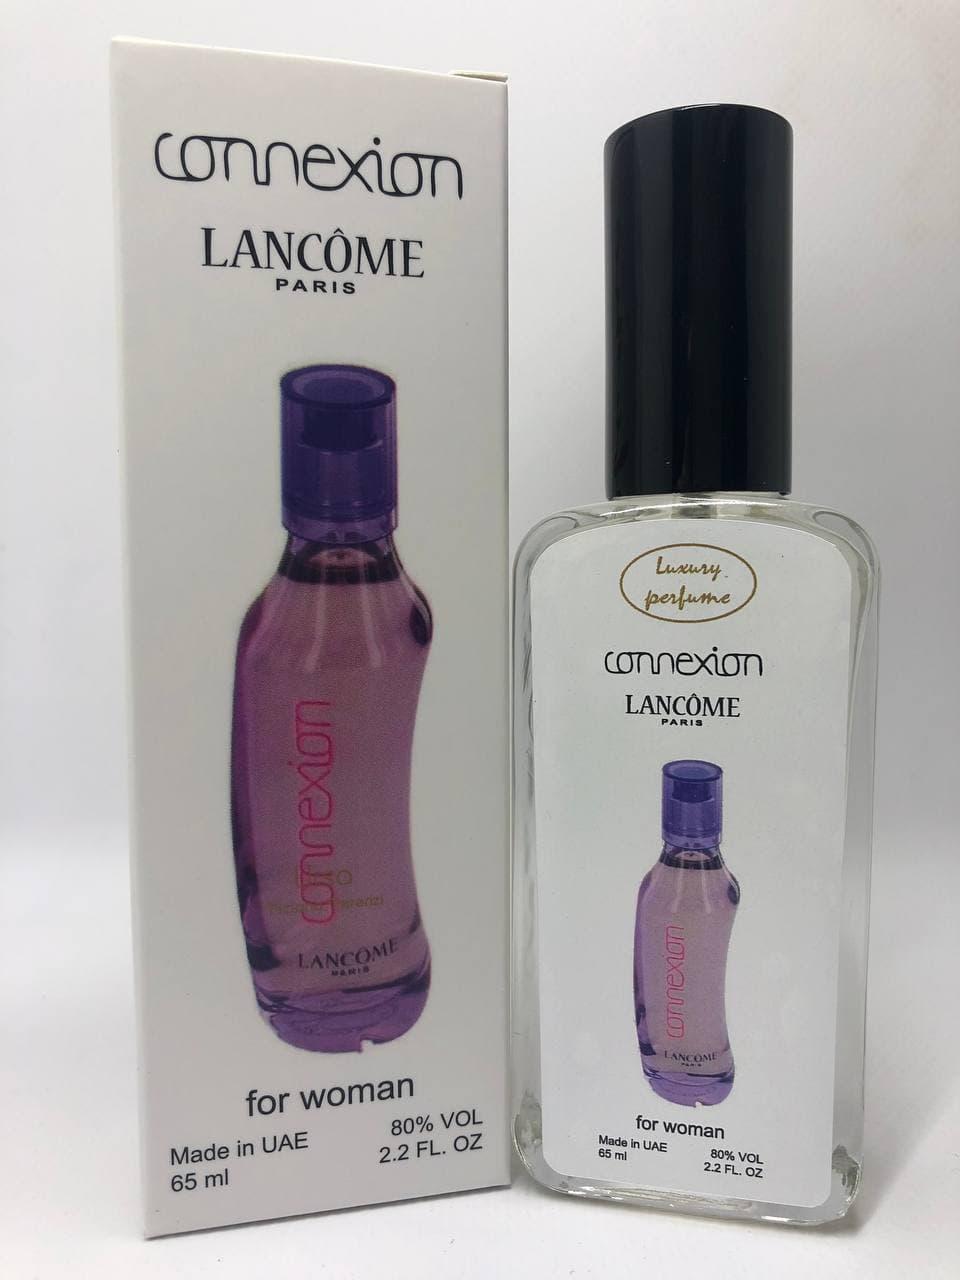 connexion
LANCÔME
PARIS
connexion
LANCÔME
PARIS
for woman
Made in UAE
80% VOL
65 ml
2.2 FL. OZ
Luxury
perfume
connexion
LANCÔME
PARIS
connexion
LANCÔME
PARIS
for woman
Made in UAE
80% VOL
65 ml
2.2 FL. OZ